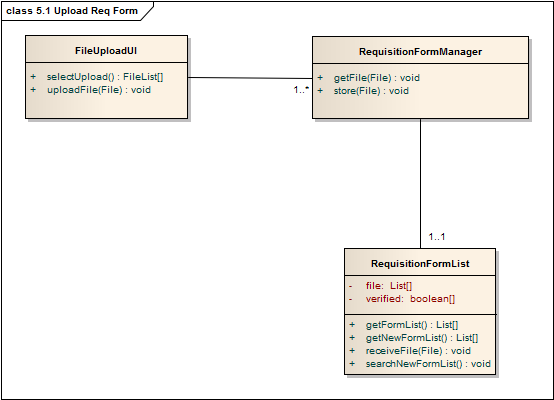 class 5.1 Upload Req Form
FileUploadUI
+ selectUpload() : FileList[]
+ uploadFile(File) : void
RequisitionFormManager
+ getFile(File) : void
+ store(File) : void
1..*
1..1
RequisitionFormList
- file: List[]
- verified: boolean[]
+ getFormList() : List[]
+ getNewFormList() : List[]
+ receiveFile(File) : void
+ searchNewFormList() : void